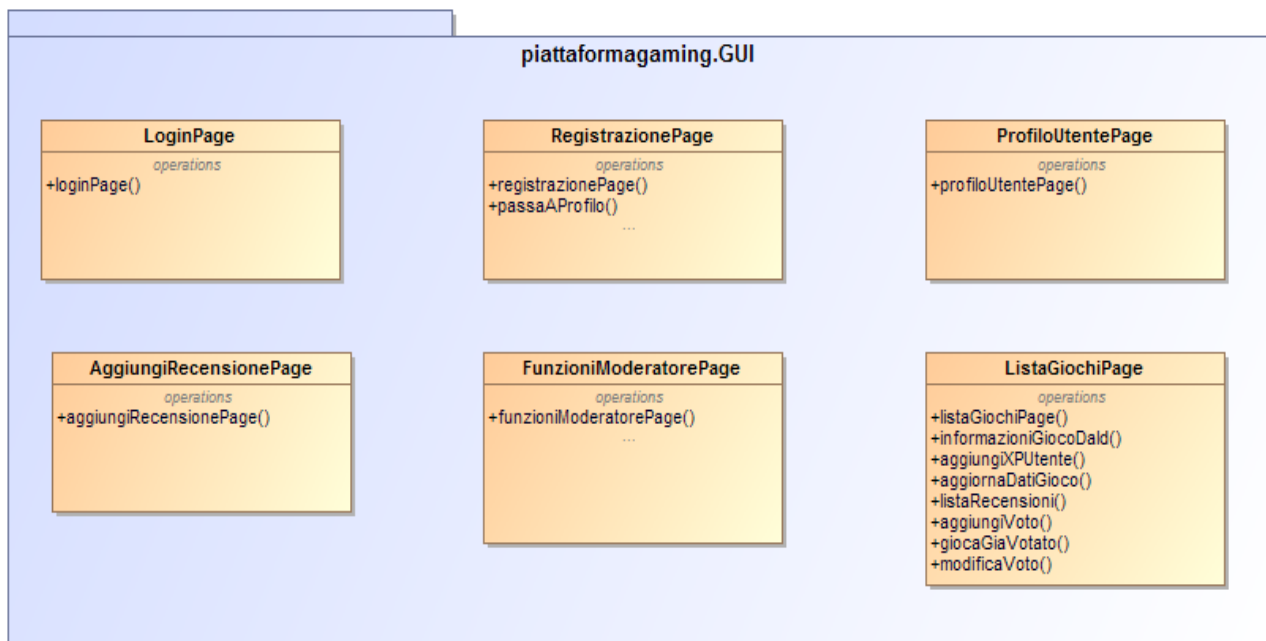 piattaformagaming.GUI
LoginPage
operations
+loginPage()
RegistrazionePage
operations
+registrazionePage()
+passaAProfilo()
...
ProfiloUtentePage
operations
+profiloUtentePage()
AggiungiRecensionePage
operations
+aggiungiRecensionePage()
FunzioniModeratorePage
operations
+funzioniModeratorePage()
...
ListaGiochiPage
operations
+listaGiochiPage()
+informazioniGiocoDaId()
+aggiungiXPUtente()
+aggiornaDatiGioco()
+listaRecensioni()
+aggiungiVoto()
+giocaGiaVotato()
+modificaVoto()